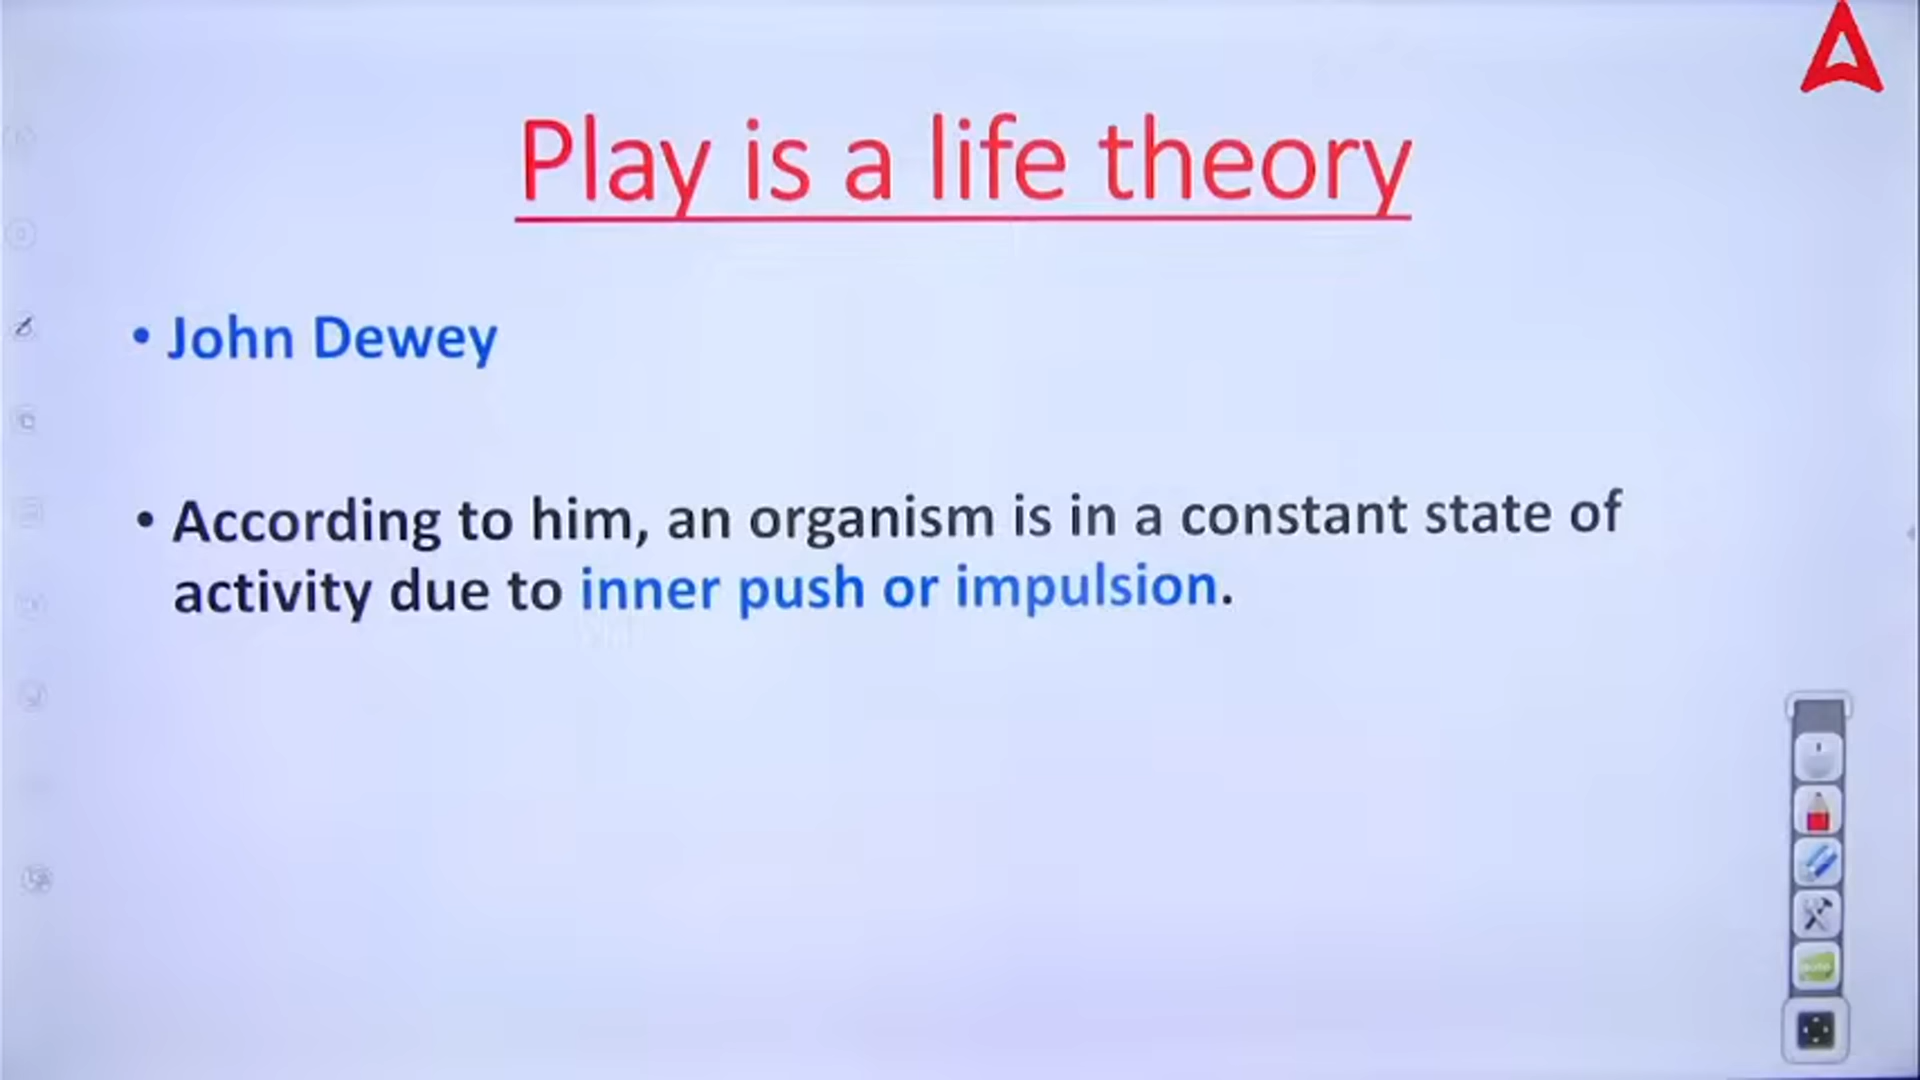 Play is a life theory
• John Dewey
• According to him, an organism is in a constant state of
activity due to inner push or impulsion.